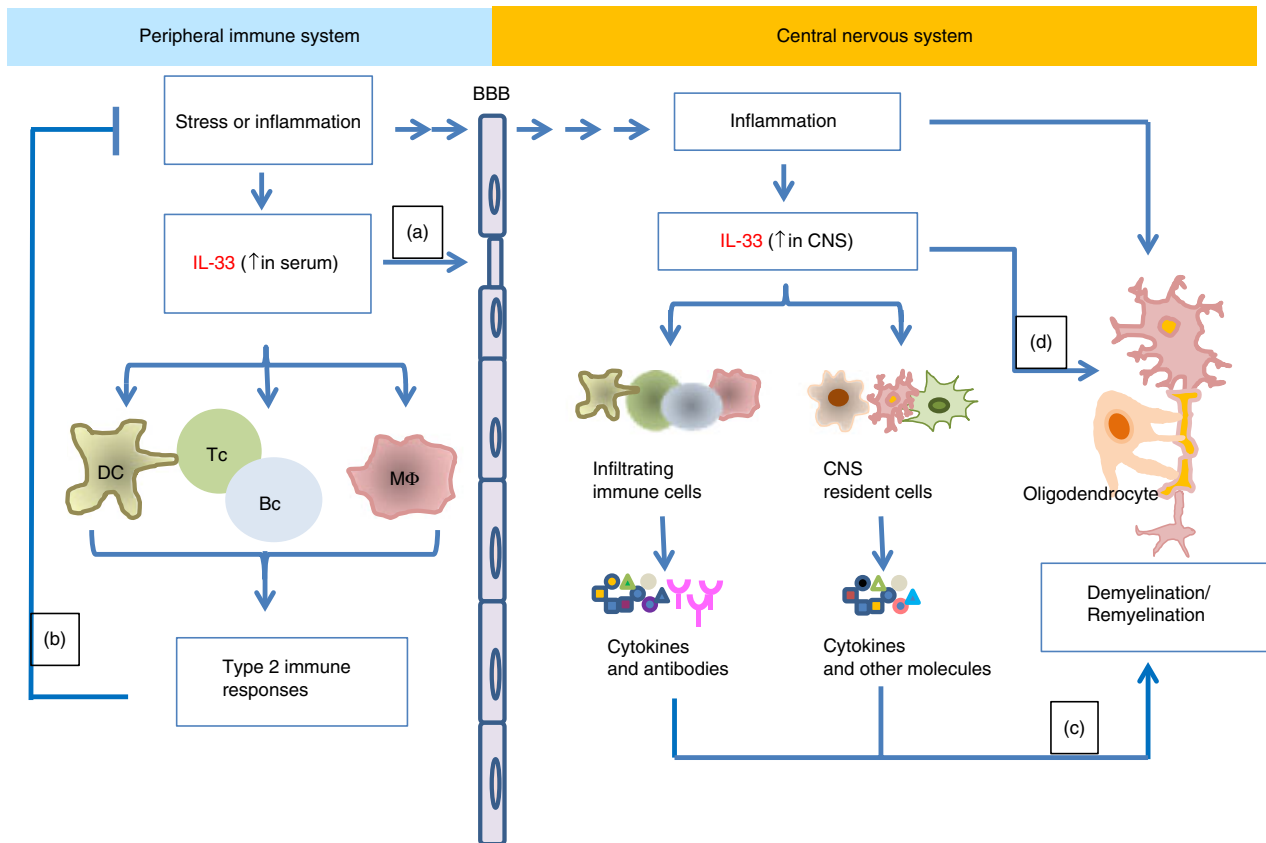 Peripheral immune system
Central nervous system
BBB
Stress or inflammation
Inflammation
(a)
IL-33 (↑in serum)
IL-33 (↑in CNS)
(d)
DC
Tc
Bc
MΦ
Infiltrating
immune cells
CNS
resident cells
Oligodendrocyte
Demyelination/
Remyelination
(b)
Type 2 immune
responses
Cytokines
and antibodies
Cytokines
and other molecules
(c)